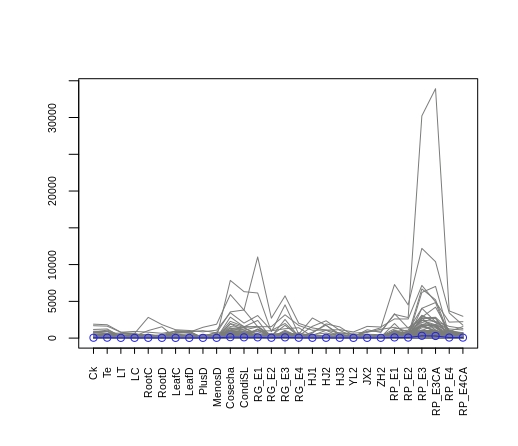 30000
20000
10000
5000
0
Ck
Te
LT
LC
RootC
RootD
LeafC
LeafD
PlusD
MenosD
Cosecha
CondiSL
RG_E1
RG_E2
RG_E3
RG_E4
HJ1
HJ2
HJ3
YL2
JX2
ZH2
RP_E1
RP_E2
RP_E3
RP_E3CA
RP_E4
RP_E4CA